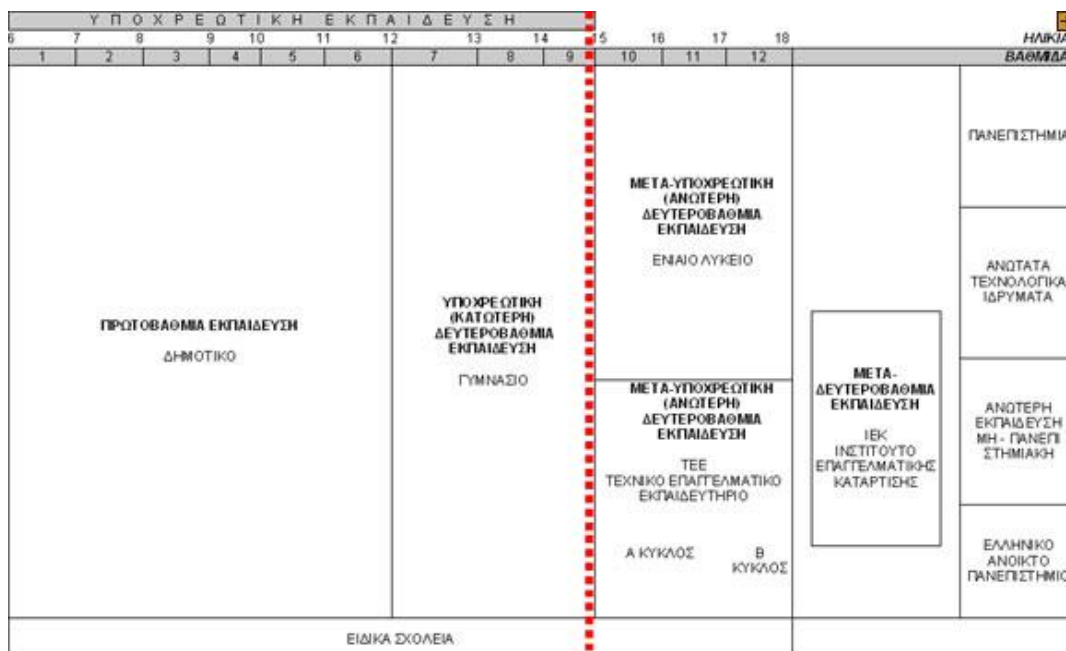 ΥΠΟΧΡΕΩΤΙΚΗ ΕΚΠΑΙΔΕΥΣΗ
6 7 8 9 10 11 12 13 14 15 16 17 18 ΗΛΙΚΙΑ
1 2 3 4 5 6 7 8 9 10 11 12 ΒΑΘΜΙΔΑ
ΠΡΩΤΟΒΑΘΜΙΑ ΕΚΠΑΙΔΕΥΣΗ
ΔΗΜΟΤΙΚΟ
ΥΠΟΧΡΕΩΤΙΚΗ
(ΚΑΤΩΤΕΡΗ)
ΔΕΥΤΕΡΟΒΑΘΜΙΑ
ΕΚΠΑΙΔΕΥΣΗ
ΓΥΜΝΑΣΙΟ
ΜΕΤΑ-ΥΠΟΧΡΕΩΤΙΚΗ
(ΑΝΩΤΕΡΗ)
ΔΕΥΤΕΡΟΒΑΘΜΙΑ
ΕΚΠΑΙΔΕΥΣΗ
ΕΝΙΑΙΟ ΛΥΚΕΙΟ
ΜΕΤΑ-ΥΠΟΧΡΕΩΤΙΚΗ
(ΑΝΩΤΕΡΗ)
ΔΕΥΤΕΡΟΒΑΘΜΙΑ
ΕΚΠΑΙΔΕΥΣΗ
ΤΕΕ
ΤΕΧΝΙΚΟ ΕΠΑΓΓΕΛΜΑΤΙΚΟ
ΕΚΠΑΙΔΕΥΤΗΡΙΟ
Α ΚΥΚΛΟΣ Β
ΚΥΚΛΟΣ
ΜΕΤΑ-
ΔΕΥΤΕΡΟΒΑΘΜΙΑ
ΕΚΠΑΙΔΕΥΣΗ
ΙΕΚ
ΙΝΣΤΙΤΟΥΤΟ
ΕΠΑΓΓΕΛΜΑΤΙΚΗΣ
ΚΑΤΑΡΤΙΣΗΣ
ΠΑΝΕΠΙΣΤΗΜΙΑ
ΑΝΩΤΑΤΑ
ΤΕΧΝΟΛΟΓΙΚΑ
ΙΔΡΥΜΑΤΑ
ΑΝΩΤΕΡΗ
ΕΚΠΑΙΔΕΥΣΗ
ΜΗ - ΠΑΝΕΠΙ
ΣΤΗΜΙΑΚΗ
ΕΛΛΗΝΙΚΟ
ΑΝΟΙΚΤΟ
ΠΑΝΕΠΙΣΤΗΜΙΟ
ΕΙΔΙΚΑ ΣΧΟΛΕΙΑ